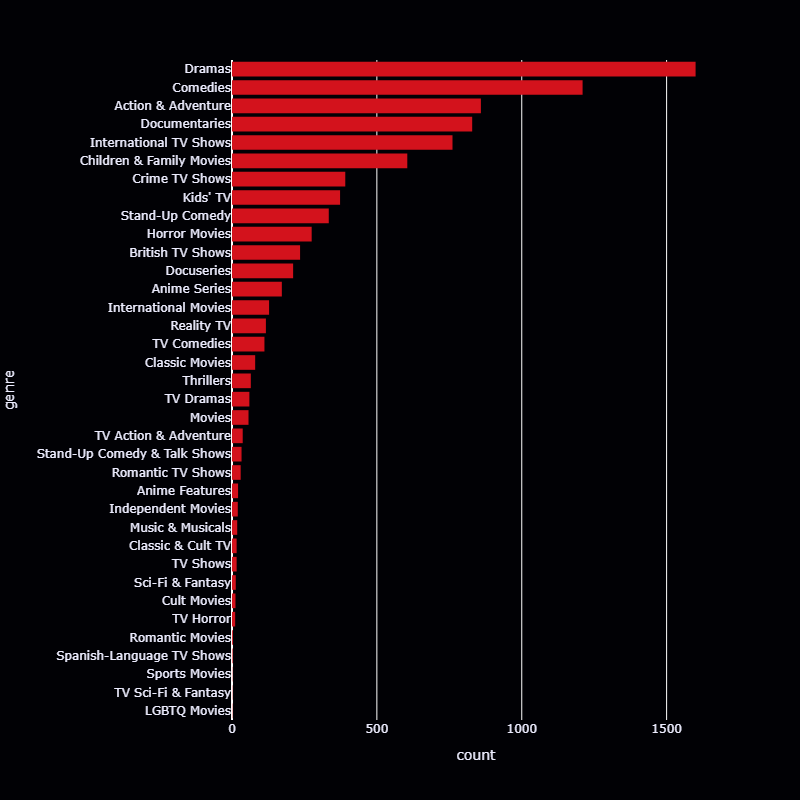 Dramas
Comedies
Action & Adventure
Documentaries
International TV Shows
Children & Family Movies
Crime TV Shows
Kids' TV
Stand-Up Comedy
Horror Movies
British TV Shows
Docuseries
Anime Series
International Movies
Reality TV
TV Comedies
Classic Movies
Thrillers
TV Dramas
Movies
TV Action & Adventure
Stand-Up Comedy & Talk Shows
Romantic TV Shows
Anime Features
Independent Movies
Music & Musicals
Classic & Cult TV
TV Shows
Sci-Fi & Fantasy
Cult Movies
TV Horror
Romantic Movies
Spanish-Language TV Shows
Sports Movies
TV Sci-Fi & Fantasy
LGBTQ Movies
genre
0 500 1000 1500
count